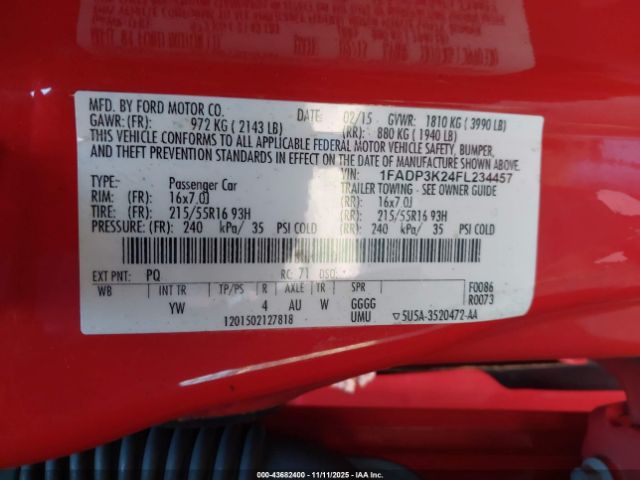 MFD. BY FORD MOTOR CO. DATE: 02/15 GVWR: 1810 KG ( 3990 LB)
GAWR: (FR): 972 KG ( 2143 LB) (RR): 880 KG ( 1940 LB)
THIS VEHICLE CONFORMS TO ALL APPLICABLE FEDERAL MOTOR VEHICLE SAFETY, BUMPER,
AND THEFT PREVENTION STANDARDS IN EFFECT ON THE DATE OF MANUFACTURE SHOWN ABOVE.
VIN: 1FADP3K24FL234457
TYPE: Passenger Car TRAILER TOWING - SEE OWNER GUIDE
RIM: (FR) 16x7.0J (RR): 16x7.0J
TIRE: (FR) 215/55R16 93H (RR): 215/55R16 93H
PRESSURE: (FR) 240 kPa/ 35 PSI COLD (RR): 240 kPa/ 35 PSI COLD
EXT PNT: PQ RC: 71 DSO:
WB INT TR TP/PS R AXLE TR SPR F0086
YW 4 AU W GGGG R0073
1201502127818 UMU ▽5U5A-3520472-AA
000-43682400 - 11/11/2025 - IAA Inc.